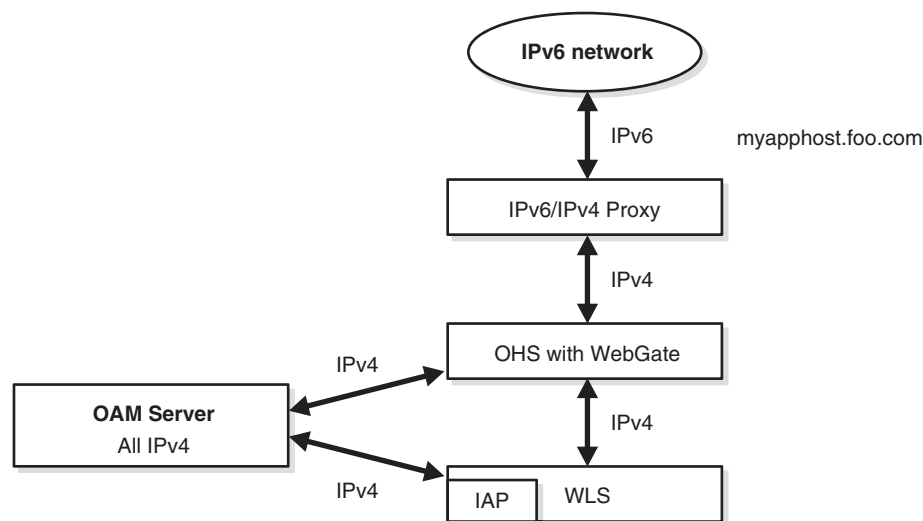 IPv6 network
IPv6
myapphost.foo.com
IPv6/IPv4 Proxy
IPv4
OHS with WebGate
IPv4
OAM Server
All IPv4
IPv4
IPv4
IAP
WLS